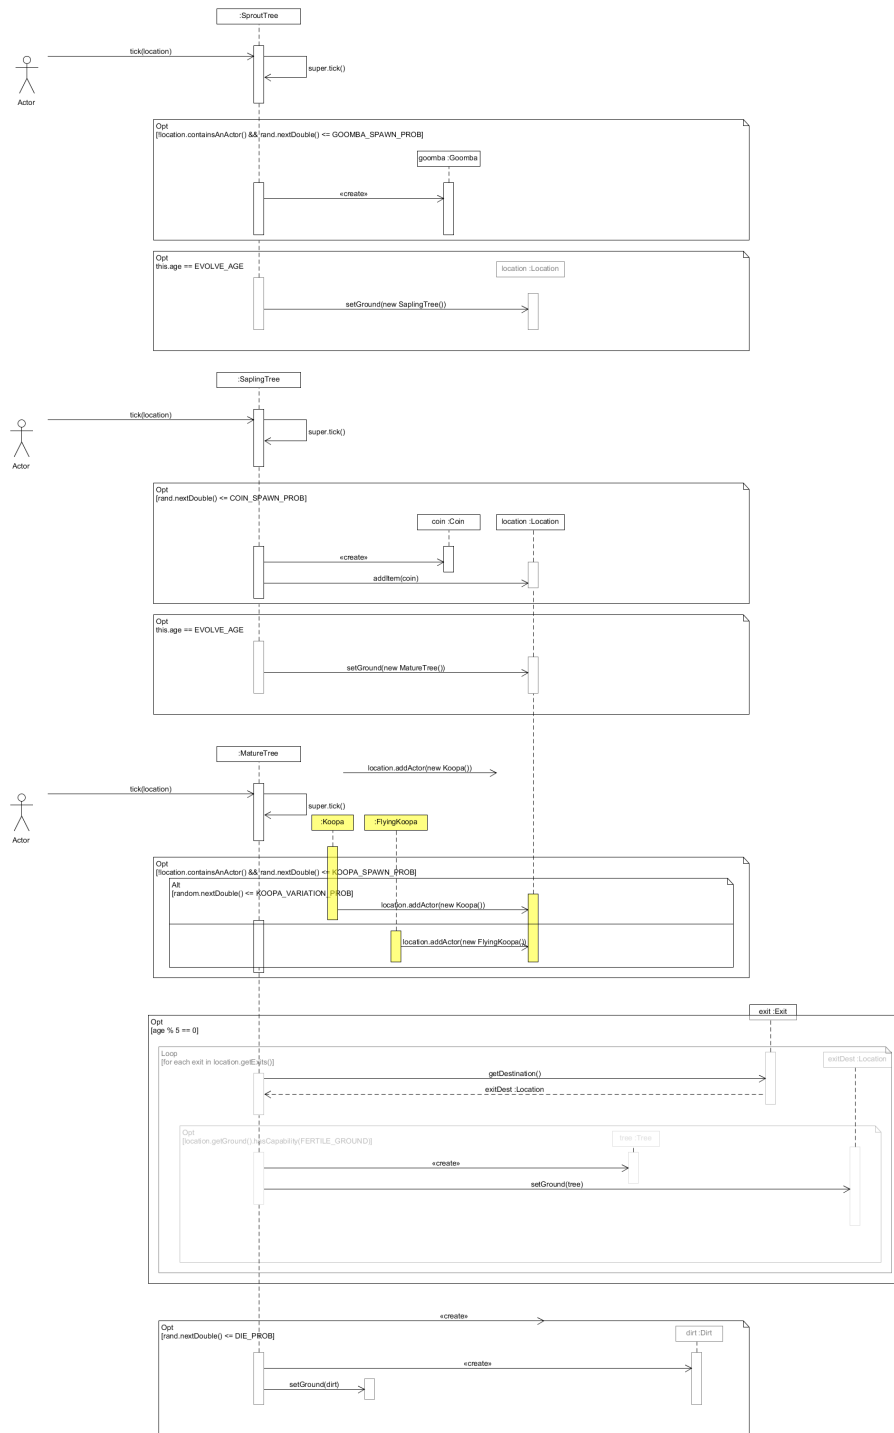 :SproutTree
tick(location)
super.tick()
Actor
Opt
[!location.containsAnActor() && rand.nextDouble() <= GOOMBA_SPAWN_PROB]
goomba :Goomba
«create»
Opt
this.age == EVOLVE_AGE
location :Location
setGround(new SaplingTree())
:SaplingTree
tick(location)
super.tick()
Actor
Opt
[rand.nextDouble() <= COIN_SPAWN_PROB]
coin :Coin
location :Location
«create»
addItem(coin)
Opt
this.age == EVOLVE_AGE
setGround(new MatureTree())
:MatureTree
location.addActor(new Koopa())
tick(location)
super.tick()
Actor
:Koopa
:FlyingKoopa
Opt
[!location.containsAnActor() && rand.nextDouble() <= KOOPA_SPAWN_PROB]
Alt
[random.nextDouble() <= KOOPA_VARIATION_PROB]
location.addActor(new Koopa())
location.addActor(new FlyingKoopa())
exit :Exit
Opt
[age % 5 == 0]
Loop
[for each exit in location.getExits()]
exitDest :Location
getDestination()
exitDest :Location
Opt
[location.getGround().hasCapability(FERTILE_GROUND)]
tree :Tree
«create»
setGround(tree)
«create»
Opt
[rand.nextDouble() <= DIE_PROB]
dirt :Dirt
«create»
setGround(dirt)